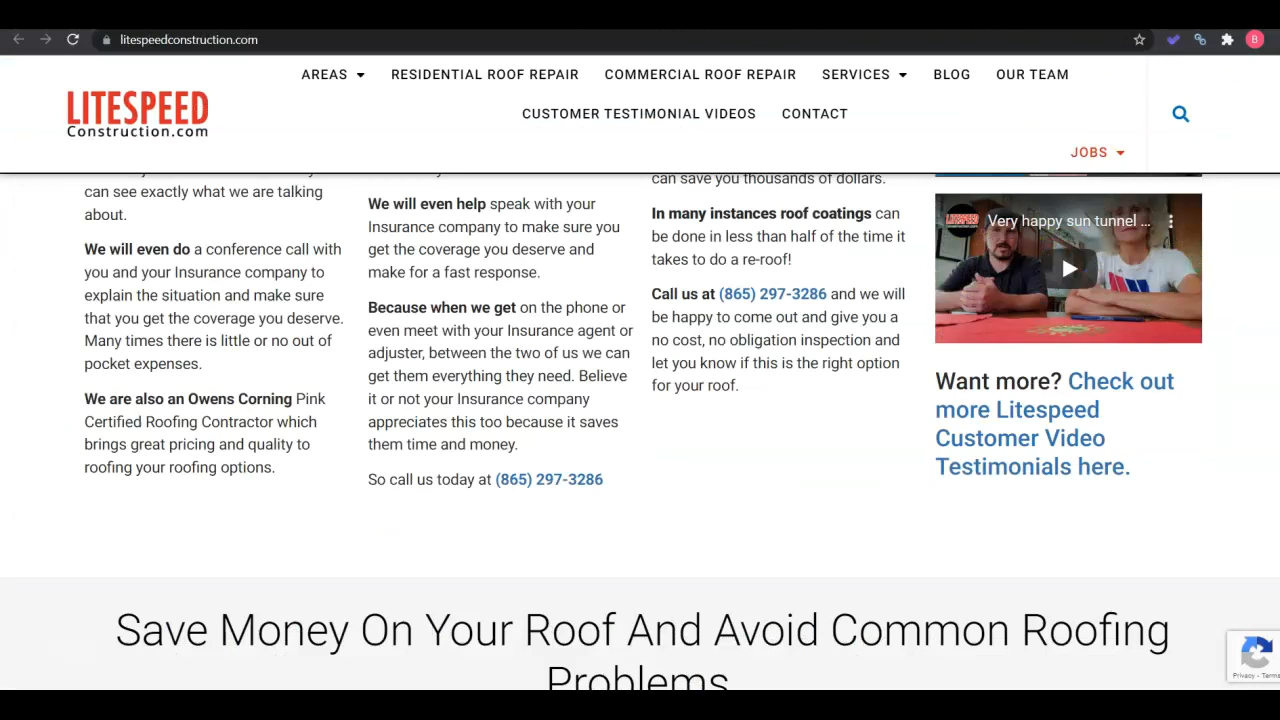 litespeedconstruction.com
B
AREAS
RESIDENTIAL ROOF REPAIR
COMMERCIAL ROOF REPAIR
SERVICES
BLOG
OUR TEAM
LITESPEED
Construction.com
CUSTOMER TESTIMONIAL VIDEOS
CONTACT
JOBS
can see exactly what we are talking
about.
We will even do a conference call with
you and your Insurance company to
explain the situation and make sure
that you get the coverage you deserve.
Many times there is little or no out of
pocket expenses.
We are also an Owens Corning Pink
Certified Roofing Contractor which
brings great pricing and quality to
roofing your roofing options.
We will even help speak with your
Insurance company to make sure you
get the coverage you deserve and
make for a fast response.
Because when we get on the phone or
even meet with your Insurance agent or
adjuster, between the two of us we can
get them everything they need. Believe
it or not your Insurance company
appreciates this too because it saves
them time and money.
So call us today at (865) 297-3286
can save you thousands of dollars.
In many instances roof coatings can
be done in less than half of the time it
takes to do a re-roof!
Call us at (865) 297-3286 and we will
be happy to come out and give you a
no cost, no obligation inspection and
let you know if this is the right option
for your roof.
LITESPEED
Very happy sun tunnel ...
Want more? Check out
more Litespeed
Customer Video
Testimonials here.
Save Money On Your Roof And Avoid Common Roofing
Problems
Privacy - Terms